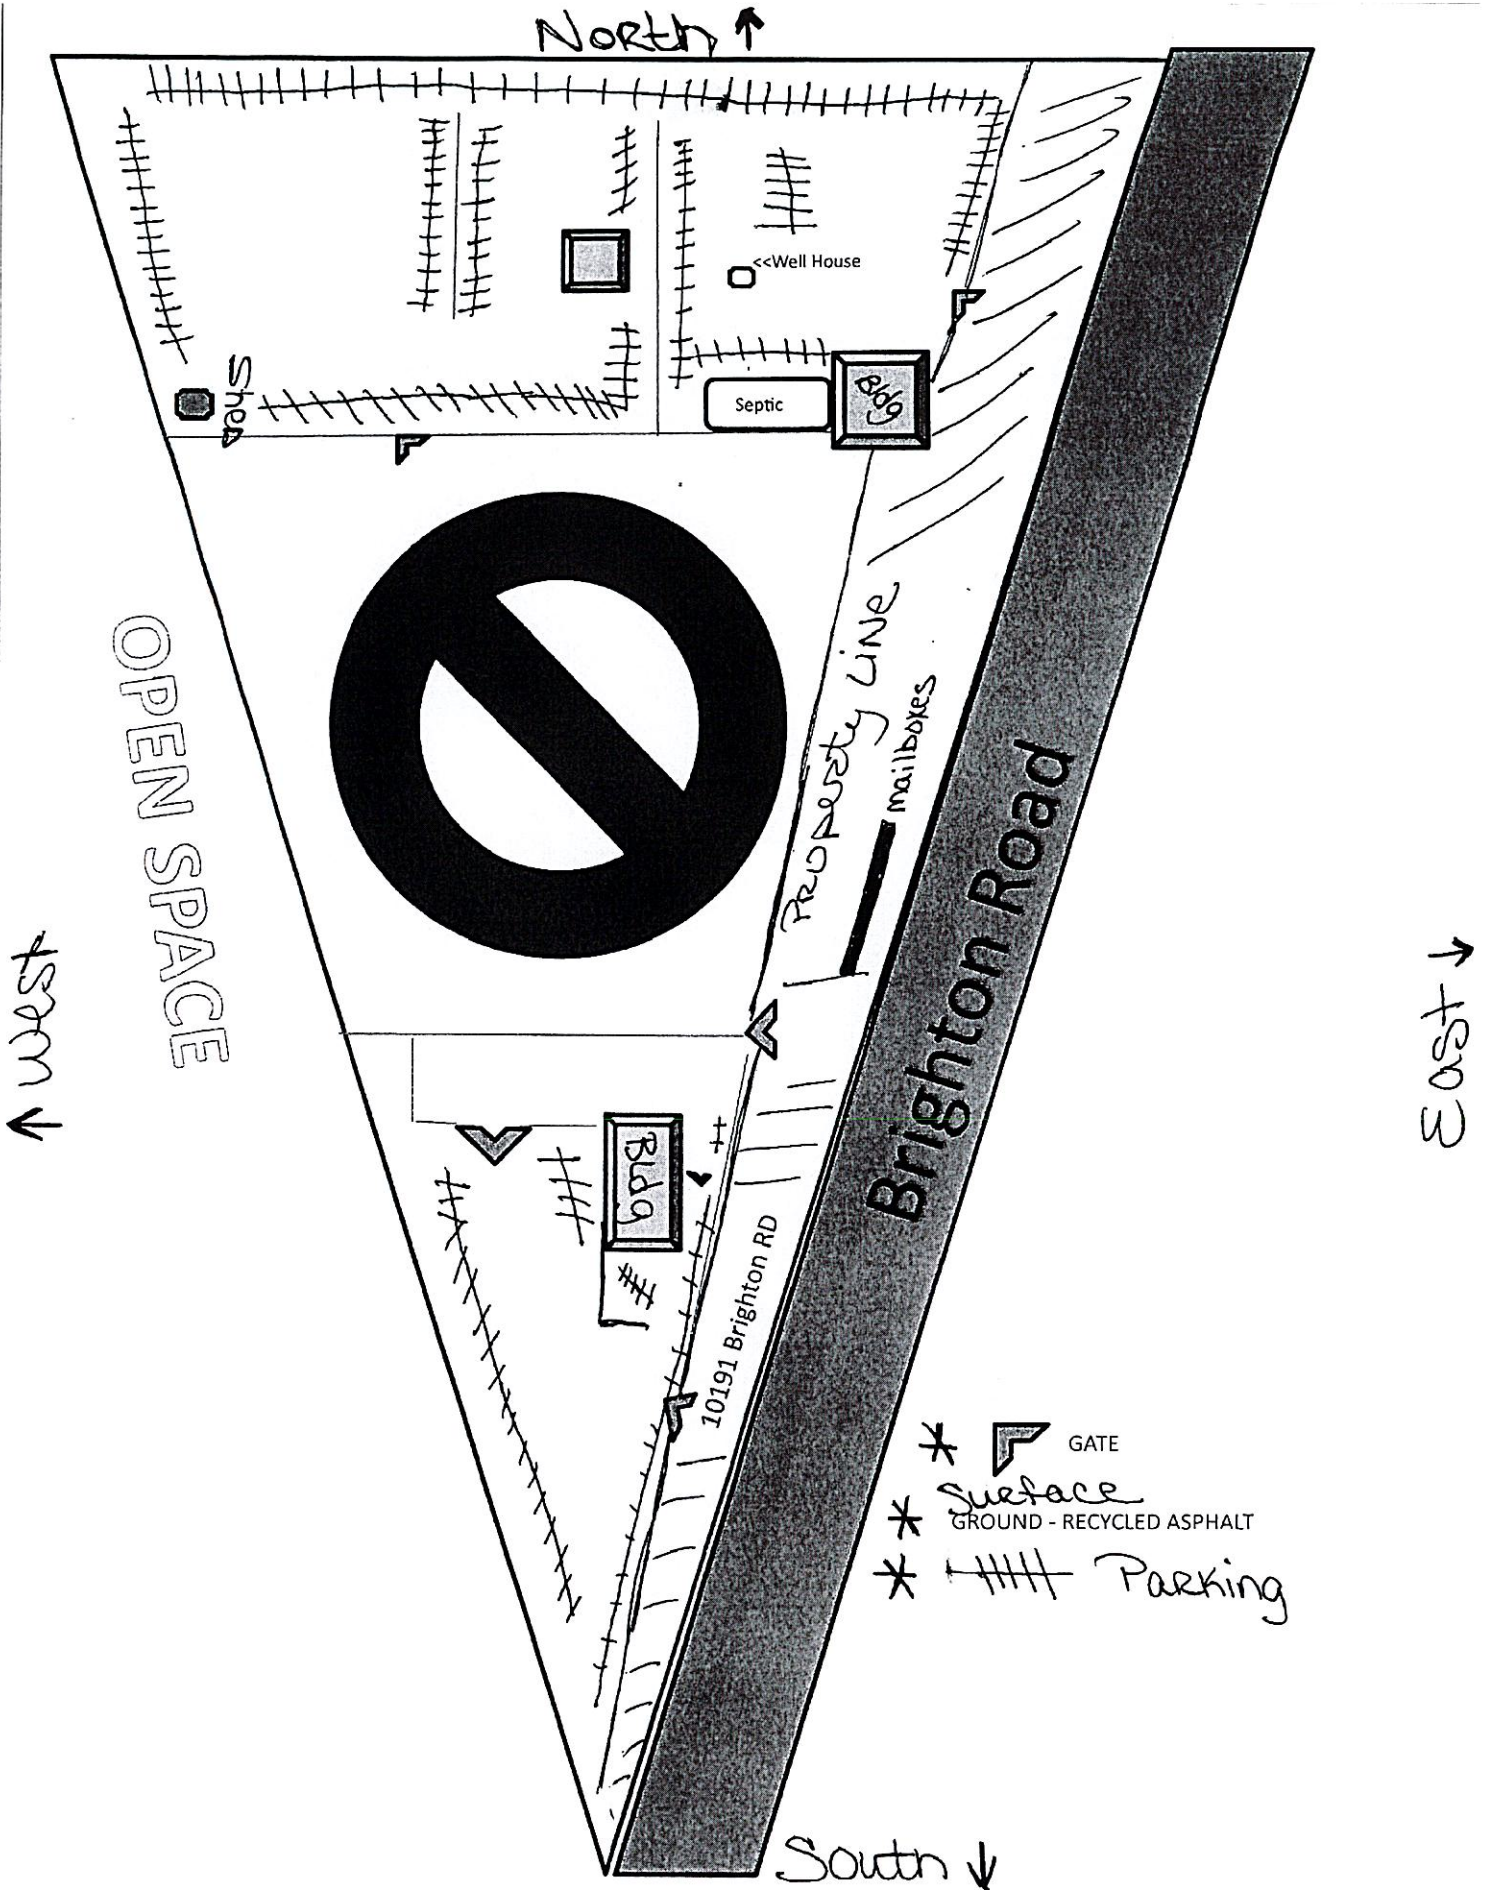 North
<<Well House
Shed
Septic
Bldg
Property Line
mailboxes
OPEN SPACE
Brighton Road
West
East
Bldg
10191 Brighton RD
GATE
Surface
GROUND - RECYCLED ASPHALT
Parking
South